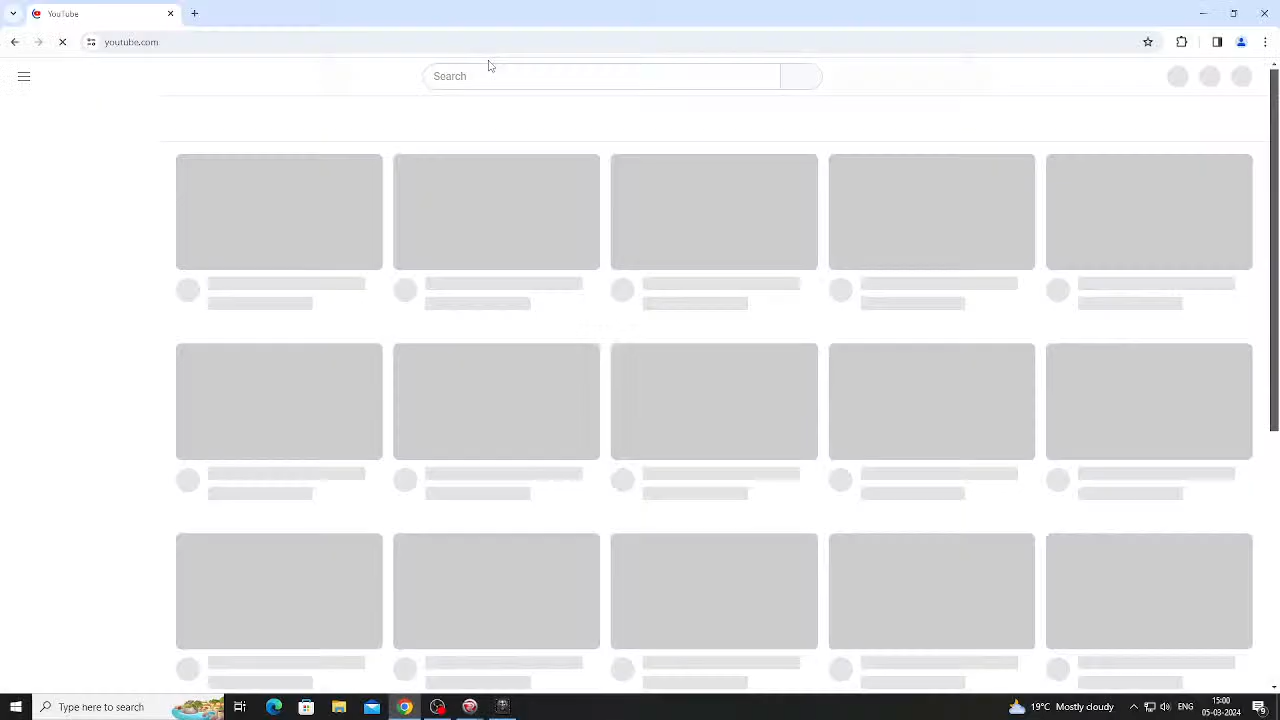 YouTube
youtube.com
Search
Type here to search
19°C Mostly cloudy
ENG
15:00
05-03-2024